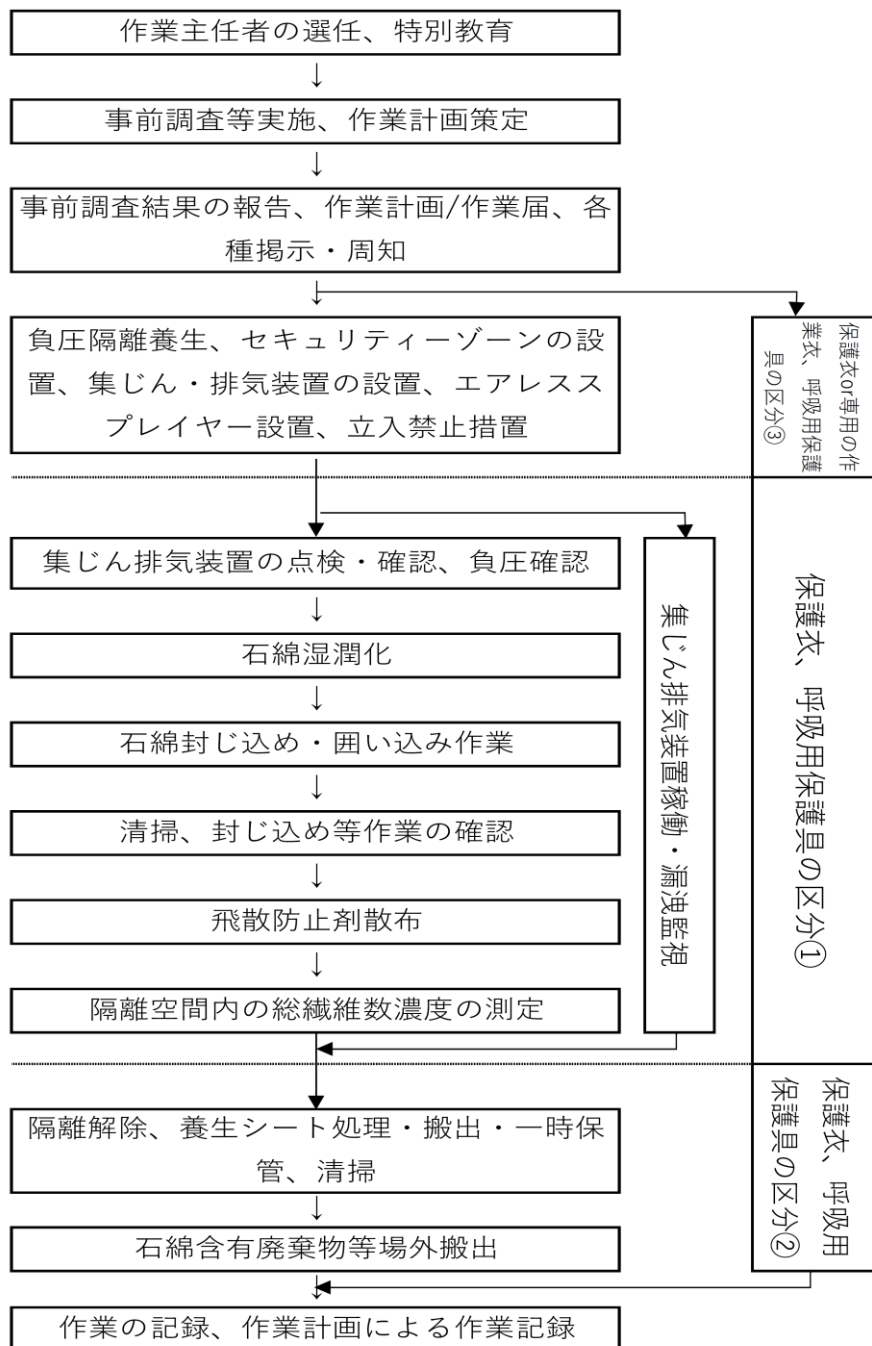 作業主任者の選任、特別教育
↓
事前調査等実施、作業計画策定
↓
事前調査結果の報告、作業計画/作業届、各
種掲示・周知
↓
負圧隔離養生、セキュリティーゾーンの設
置、集じん・排気装置の設置、エアレスス
プレイヤー設置、立入禁止措置
保護衣or専用の作
業衣、呼吸用保護
具の区分③
集じん排気装置の点検・確認、負圧確認
↓
石綿湿潤化
↓
石綿封じ込め・囲い込み作業
↓
清掃、封じ込め等作業の確認
↓
飛散防止剤散布
↓
隔離空間内の総繊維数濃度の測定
集じん排気装置稼働・漏洩監視
保護衣、呼吸用保護具の区分①
隔離解除、養生シート処理・搬出・一時保
管、清掃
↓
石綿含有廃棄物等場外搬出
↓
保護衣、呼吸用
保護具の区分②
作業の記録、作業計画による作業記録